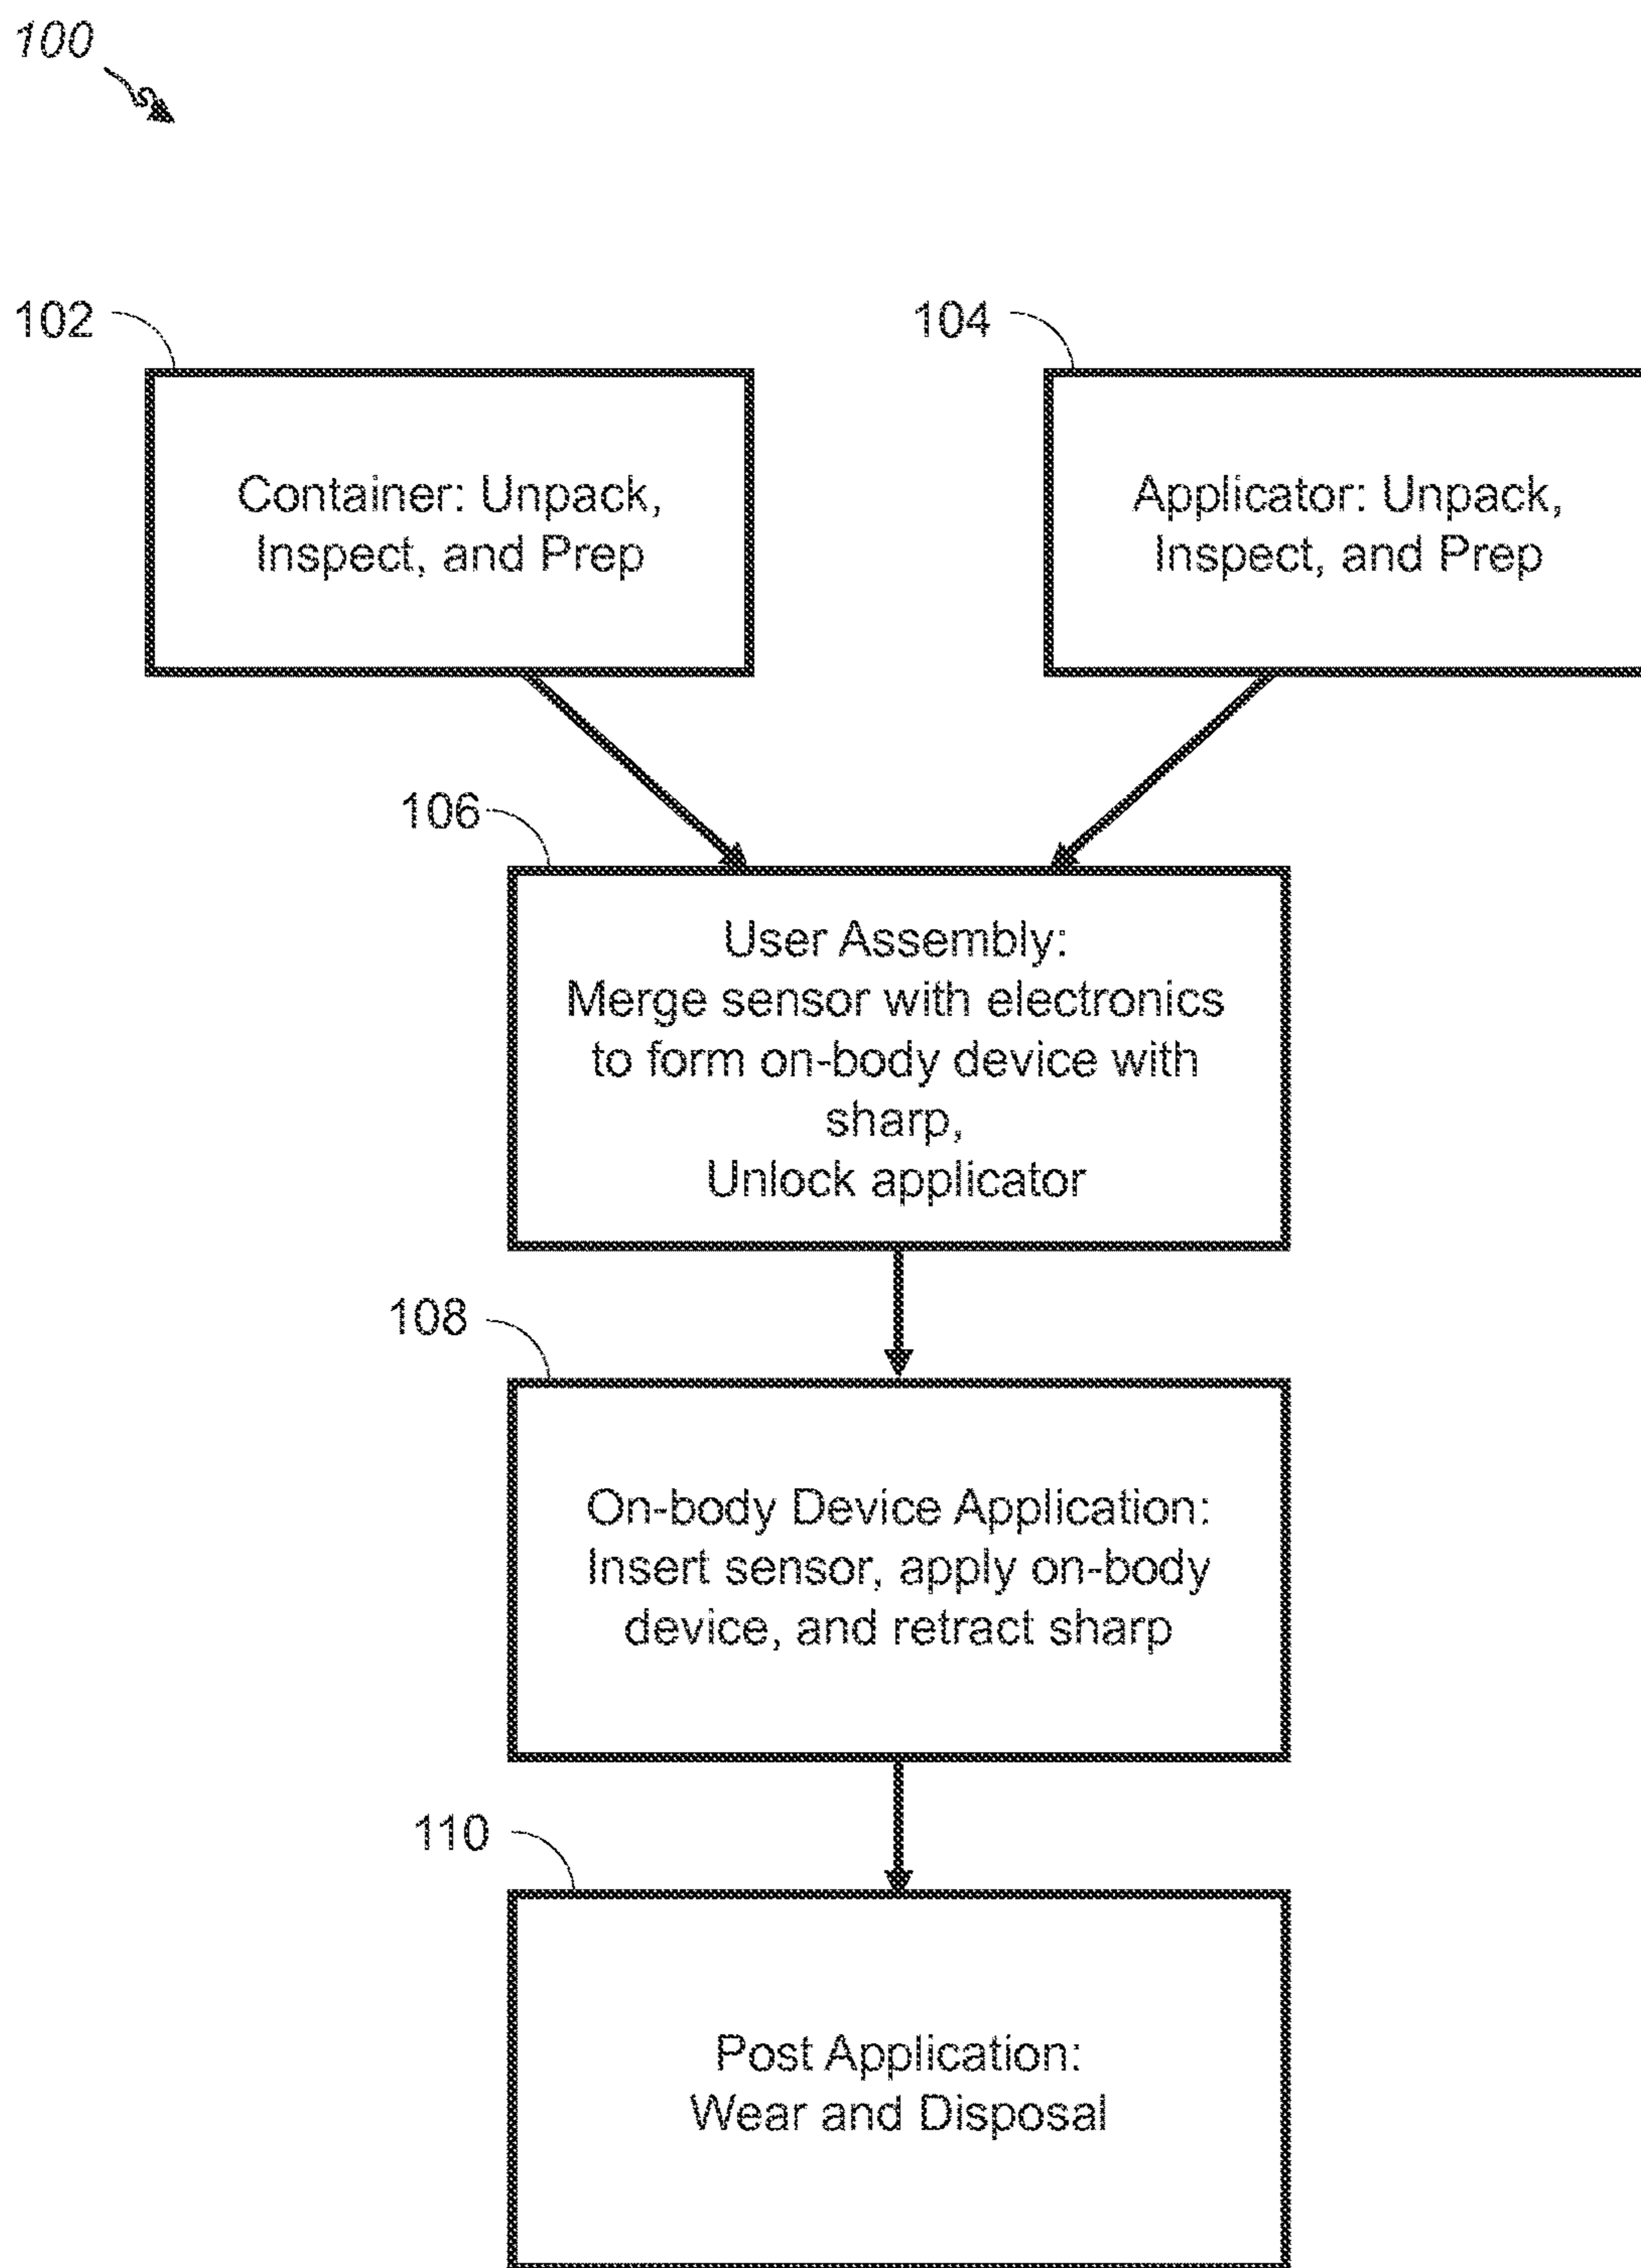 100
102
104
Container: Unpack,
Inspect, and Prep
Applicator: Unpack,
Inspect, and Prep
106
User Assembly:
Merge sensor with electronics
to form on-body device with
sharp,
Unlock applicator
108
On-body Device Application:
Insert sensor, apply on-body
device, and retract sharp
110
Post Application:
Wear and Disposal